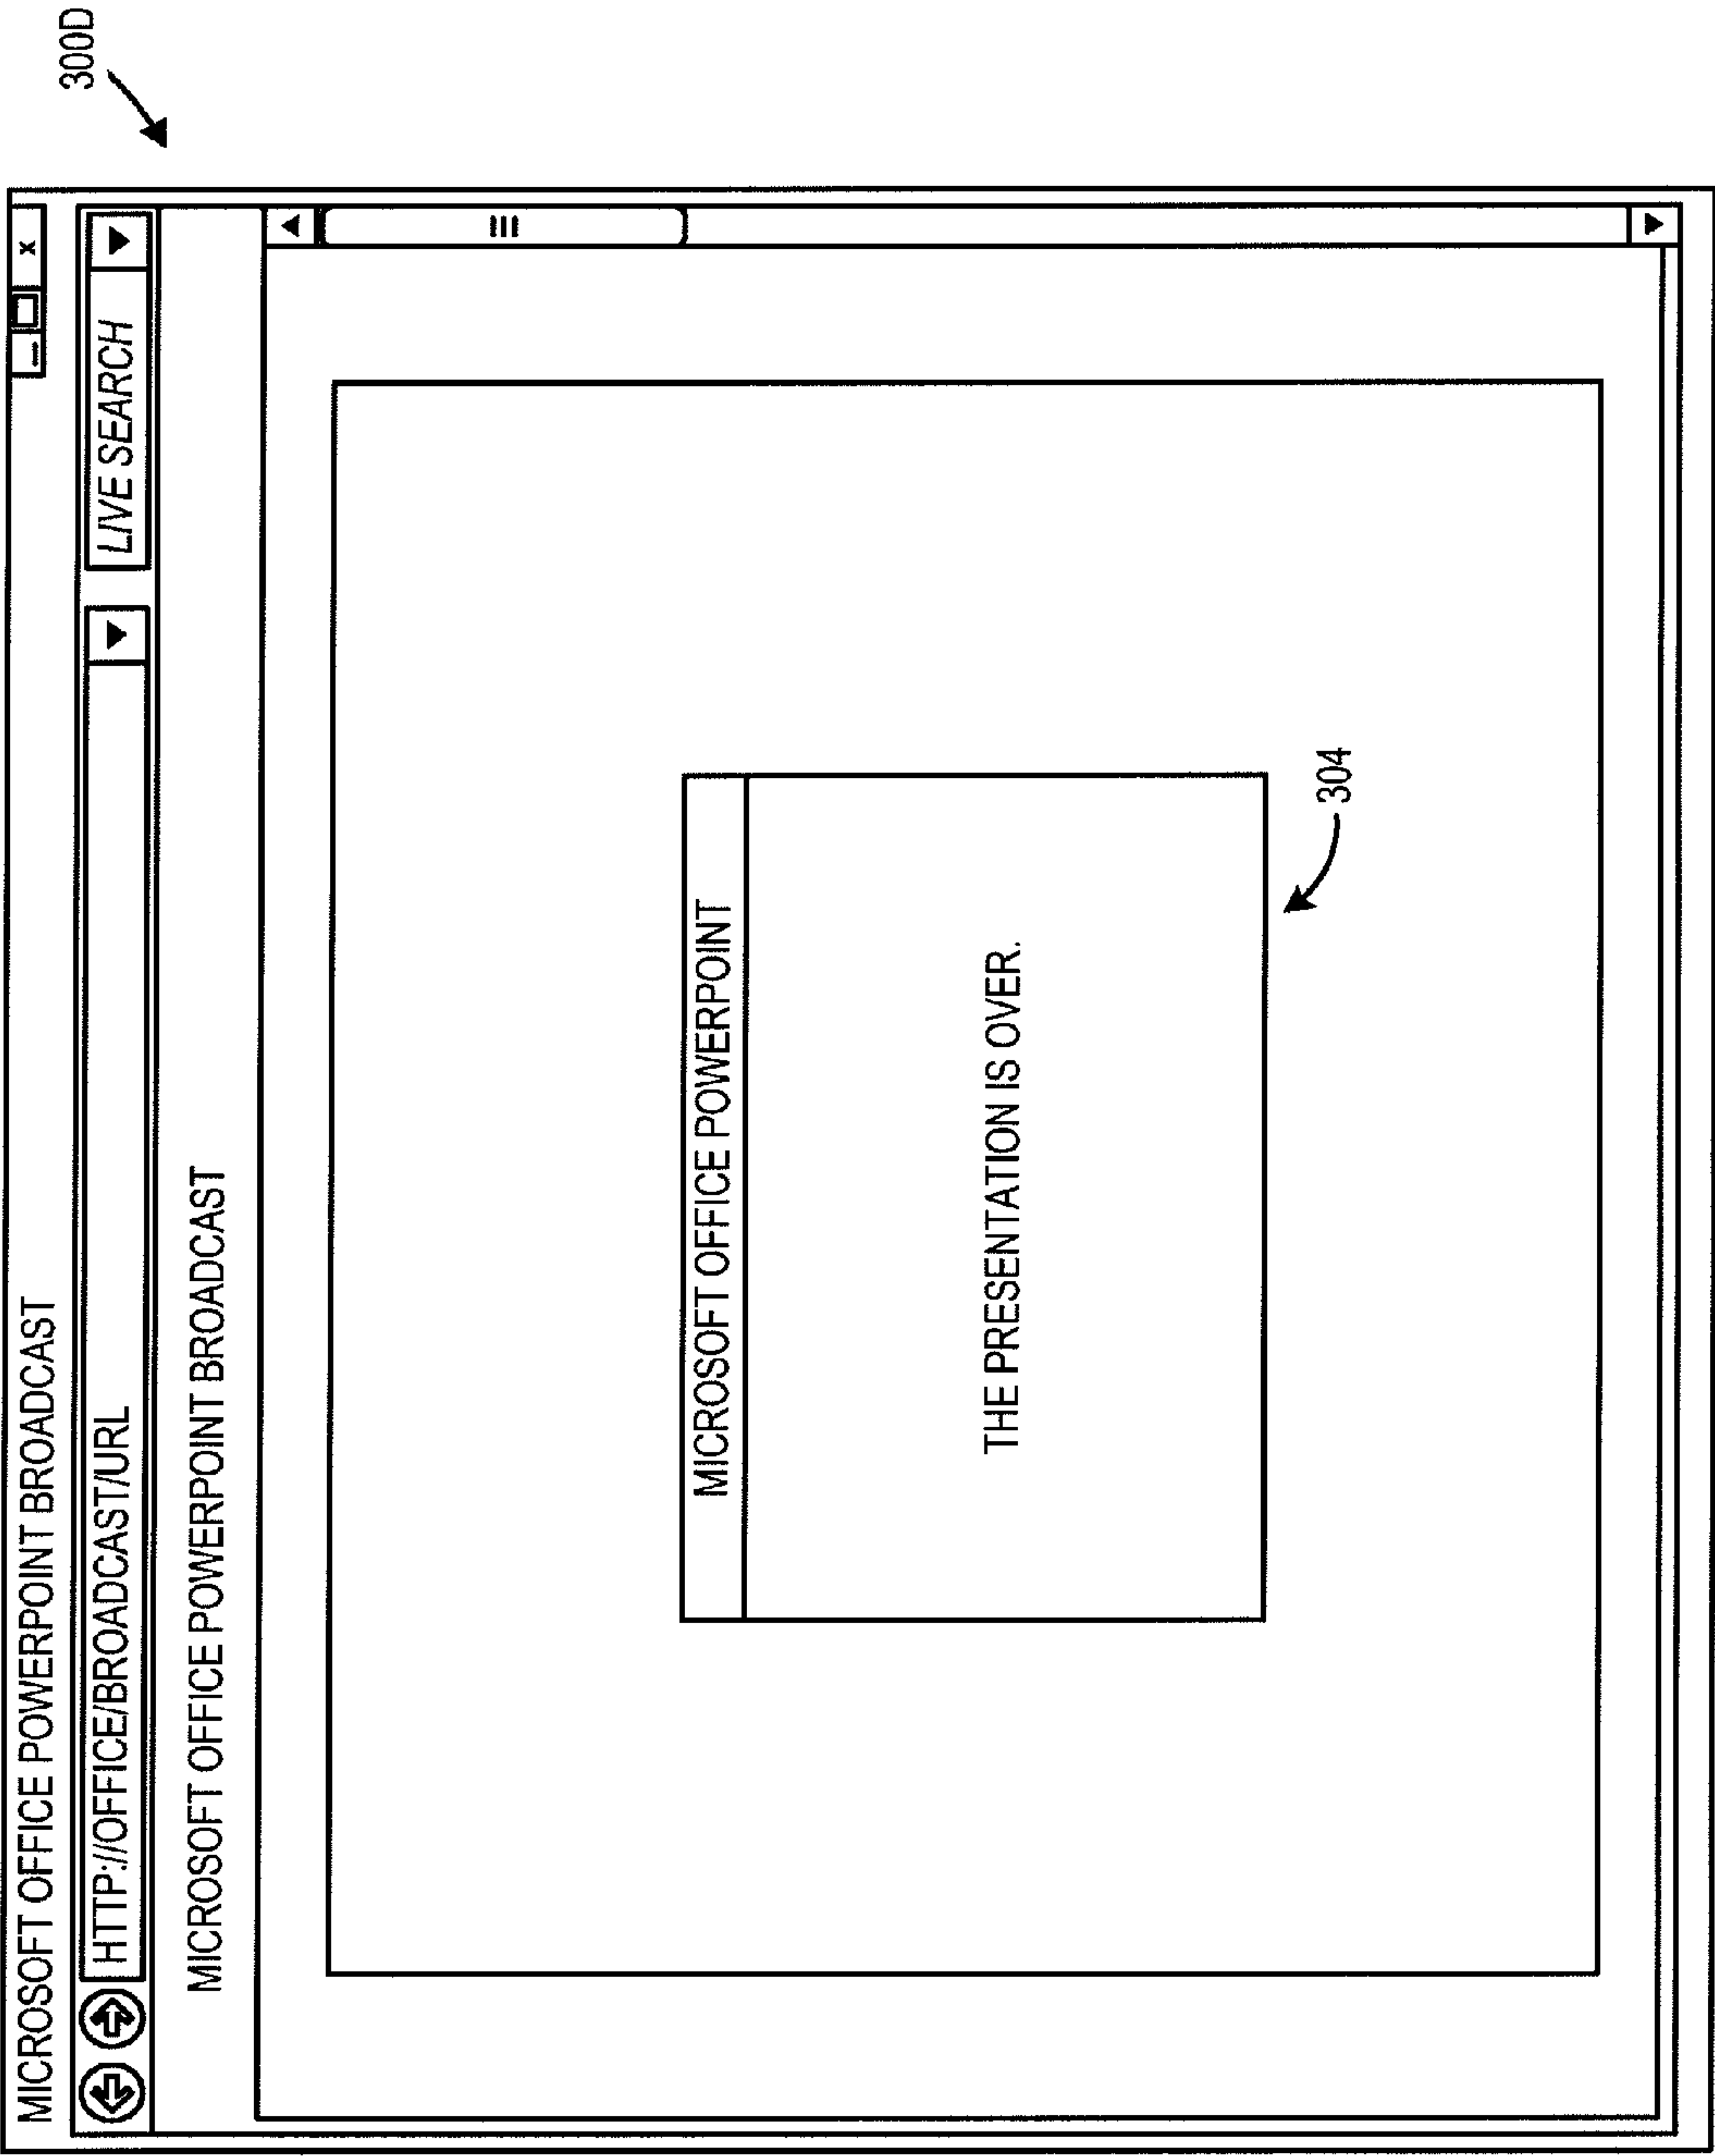 300D
MICROSOFT OFFICE POWERPOINT BROADCAST
_ x
HTTP://OFFICE/BROADCAST/URL
LIVE SEARCH
MICROSOFT OFFICE POWERPOINT BROADCAST
MICROSOFT OFFICE POWERPOINT
THE PRESENTATION IS OVER.
304